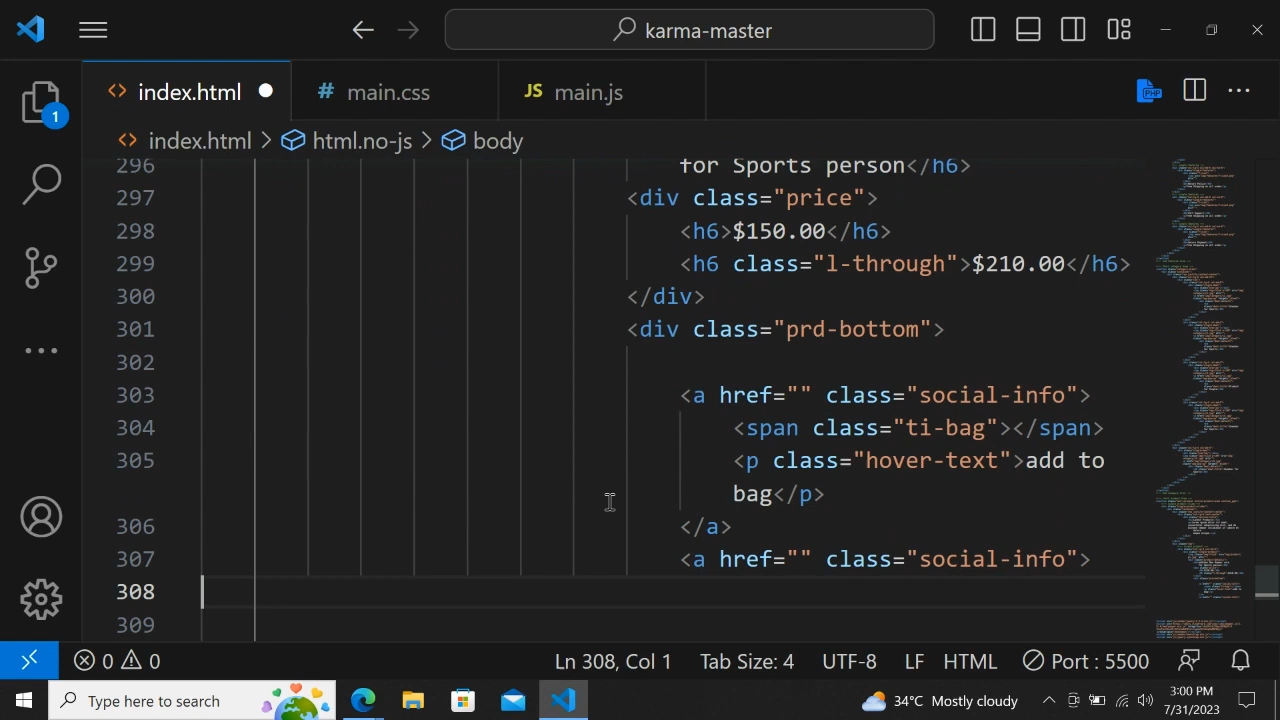 karma-master
index.html
# main.css
JS main.js
PHP
1
index.html > html.no-js > body
296 for Sports person</h6>
297 <div class="price">
298 <h6>$150.00</h6>
299 <h6 class="l-through">$210.00</h6>
300 </div>
301 <div class="prd-bottom">
302
303 <a href="" class="social-info">
304 <span class="ti-bag"></span>
305 <p class="hover-text">add to
bag</p>
306 </a>
307 <a href="" class="social-info">
308
309
0 0 Ln 308, Col 1 Tab Size: 4 UTF-8 LF HTML Port : 5500
Type here to search
34°C Mostly cloudy
3:00 PM
7/31/2023